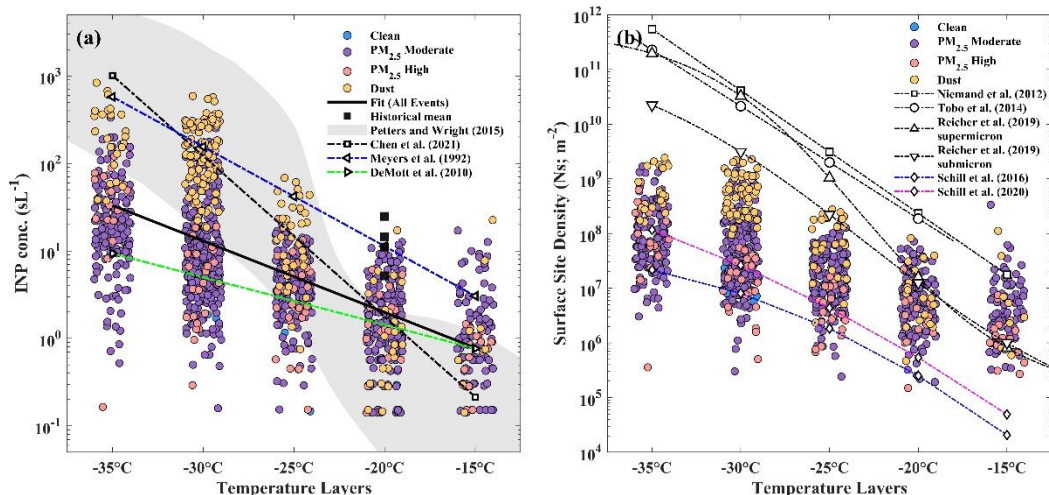 (a)
Clean
PM2.5 Moderate
PM2.5 High
Dust
Fit (All Events)
Historical mean
Petters and Wright (2015)
Chen et al. (2021)
Meyers et al. (1992)
DeMott et al. (2010)
INP conc. (sL-1)
10^3
10^2
10^1
10^0
10^-1
-35°C
-30°C
-25°C
-20°C
-15°C
Temperature Layers
(b)
Clean
PM2.5 Moderate
PM2.5 High
Dust
Niemand et al. (2012)
Tobo et al. (2014)
Reicher et al. (2019)
supermicron
Reicher et al. (2019)
submicron
Schill et al. (2016)
Schill et al. (2020)
Surfacc Site Density (Ns; m-2)
10^12
10^11
10^10
10^9
10^8
10^7
10^6
10^5
10^4
-35°C
-30°C
-25°C
-20°C
-15°C
Temperature Layers